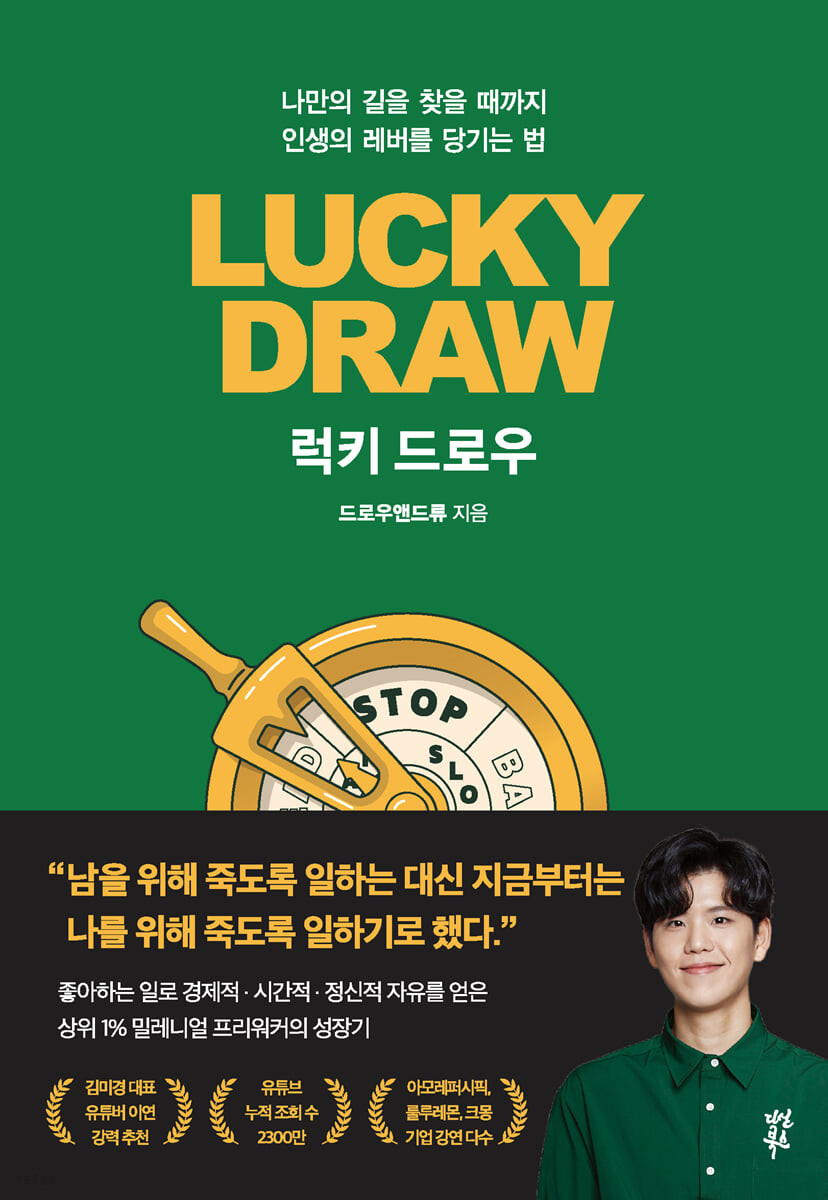 나만의 길을 찾을 때까지
인생의 레버를 당기는 법
LUCKY
DRAW
럭키 드로우
드로우앤드류 지음
STOP
SLO
BA
“남을 위해 죽도록 일하는 대신 지금부터는
나를 위해 죽도록 일하기로 했다.”
좋아하는 일로 경제적 · 시간적 · 정신적 자유를 얻은
상위 1% 밀레니얼 프리워커의 성장기
김미경 대표
유튜버 이연
강력 추천
유튜브
누적 조회 수
2300만
아모레퍼시픽,
룰루레몬, 크몽
기업 강연 다수
다산
북스